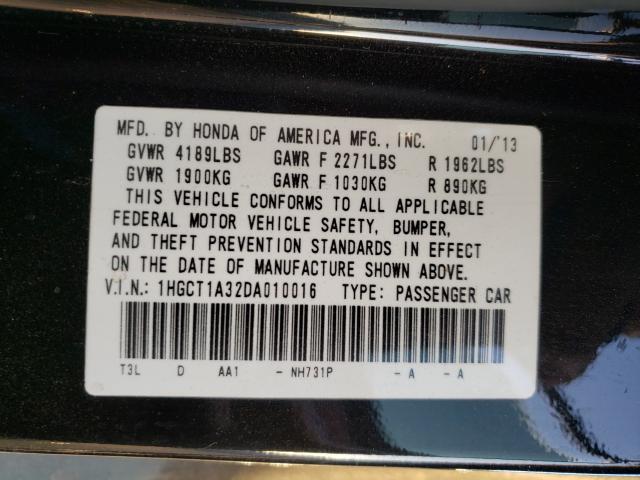 MFD. BY HONDA OF AMERICA MFG., INC. 01/'13
GVWR 4189LBS GAWR F 2271LBS R 1962LBS
GVWR 1900KG GAWR F 1030KG R 890KG
THIS VEHICLE CONFORMS TO ALL APPLICABLE
FEDERAL MOTOR VEHICLE SAFETY, BUMPER,
AND THEFT PREVENTION STANDARDS IN EFFECT
ON THE DATE OF MANUFACTURE SHOWN ABOVE.
V.I.N.: 1HGCT1A32DA010016 TYPE: PASSENGER CAR
T3L D AA1 - NH731P - A - A